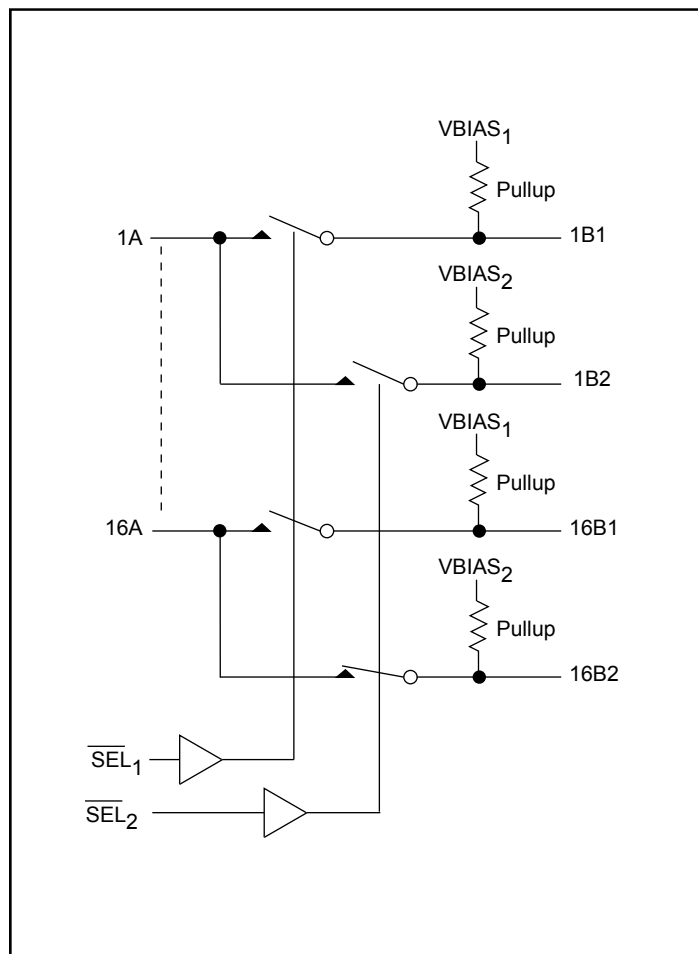 VBIAS1
Pullup
1A
1B1
VBIAS2
Pullup
1B2
VBIAS1
Pullup
16A
16B1
VBIAS2
Pullup
16B2
SEL1
SEL2